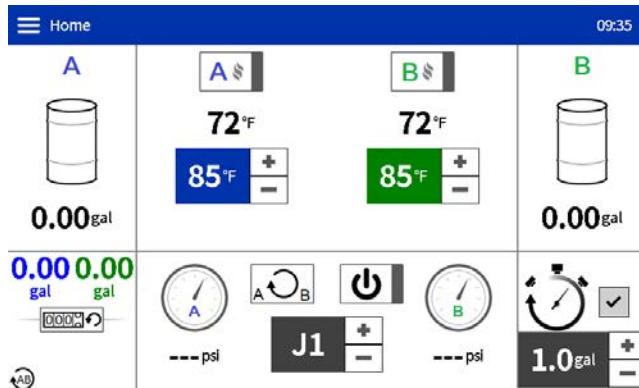 Home 09:35
A
A
B
B
72°F
72°F
85°F + −
85°F + −
0.00gal
0.00gal
0.00 0.00
gal gal
A
A B
B
--- psi
J1 + −
--- psi
1.0gal + −
AB